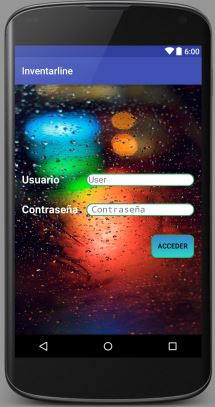 6:00
Inventarline
Usuario User
Contraseña Contraseña
ACCEDER